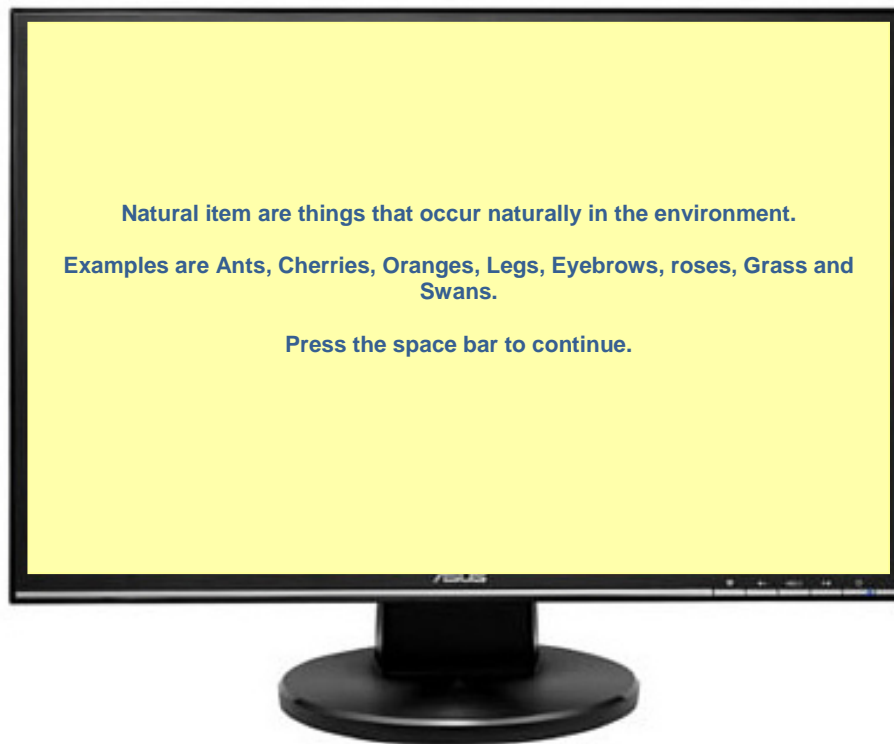 Natural item are things that occur naturally in the environment.
Examples are Ants, Cherries, Oranges, Legs, Eyebrows, roses, Grass and
Swans.
Press the space bar to continue.
ASUS